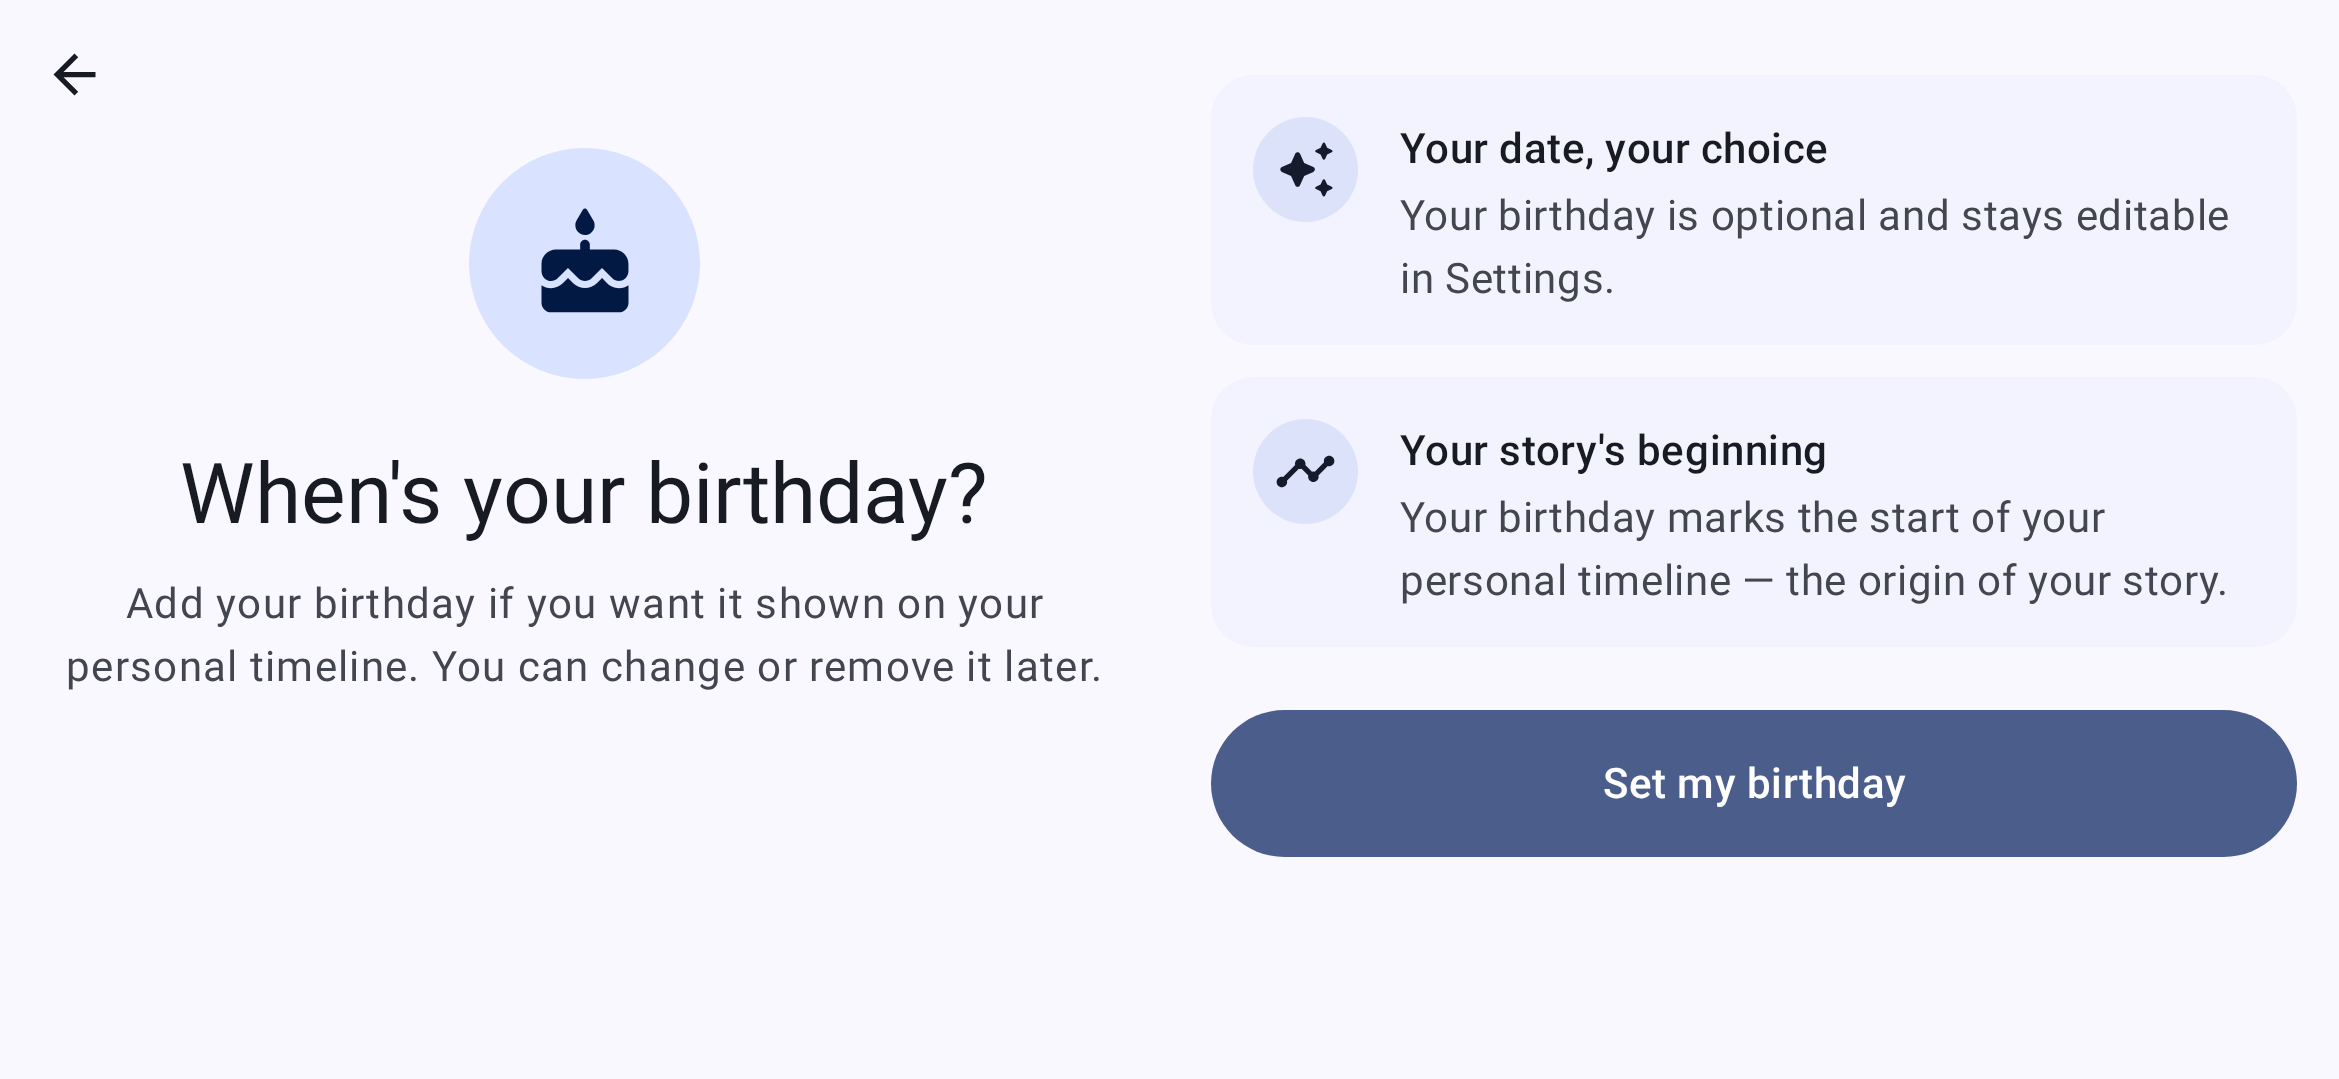 When's your birthday?
Add your birthday if you want it shown on your
personal timeline. You can change or remove it later.
Your date, your choice
Your birthday is optional and stays editable
in Settings.
Your story's beginning
Your birthday marks the start of your
personal timeline — the origin of your story.
Set my birthday